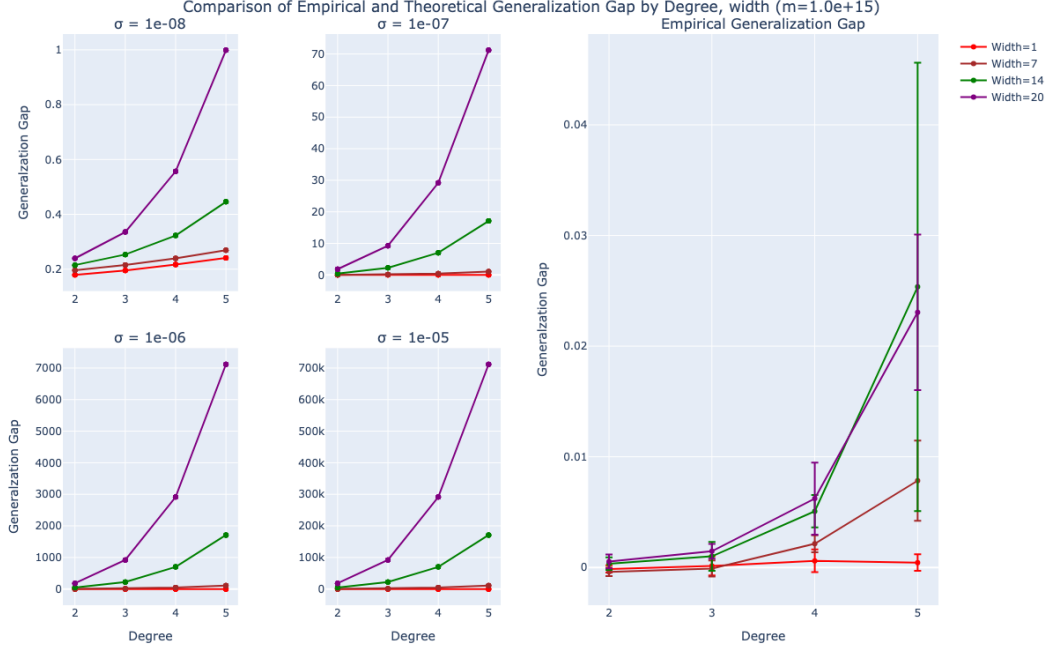 Comparison of Empirical and Theoretical Generalization Gap by Degree, width (m=1.0e+15)
σ = 1e-08
σ = 1e-07
Empirical Generalization Gap
Generalzation Gap
1
0.8
0.6
0.4
0.2
2 3 4 5
70
60
50
40
30
20
10
0
2 3 4 5
σ = 1e-06
σ = 1e-05
Generalzation Gap
7000
6000
5000
4000
3000
2000
1000
0
2 3 4 5
Degree
700k
600k
500k
400k
300k
200k
100k
0
2 3 4 5
Degree
Generalzation Gap
0.04
0.03
0.02
0.01
0
2 3 4 5
Degree
Width=1
Width=7
Width=14
Width=20